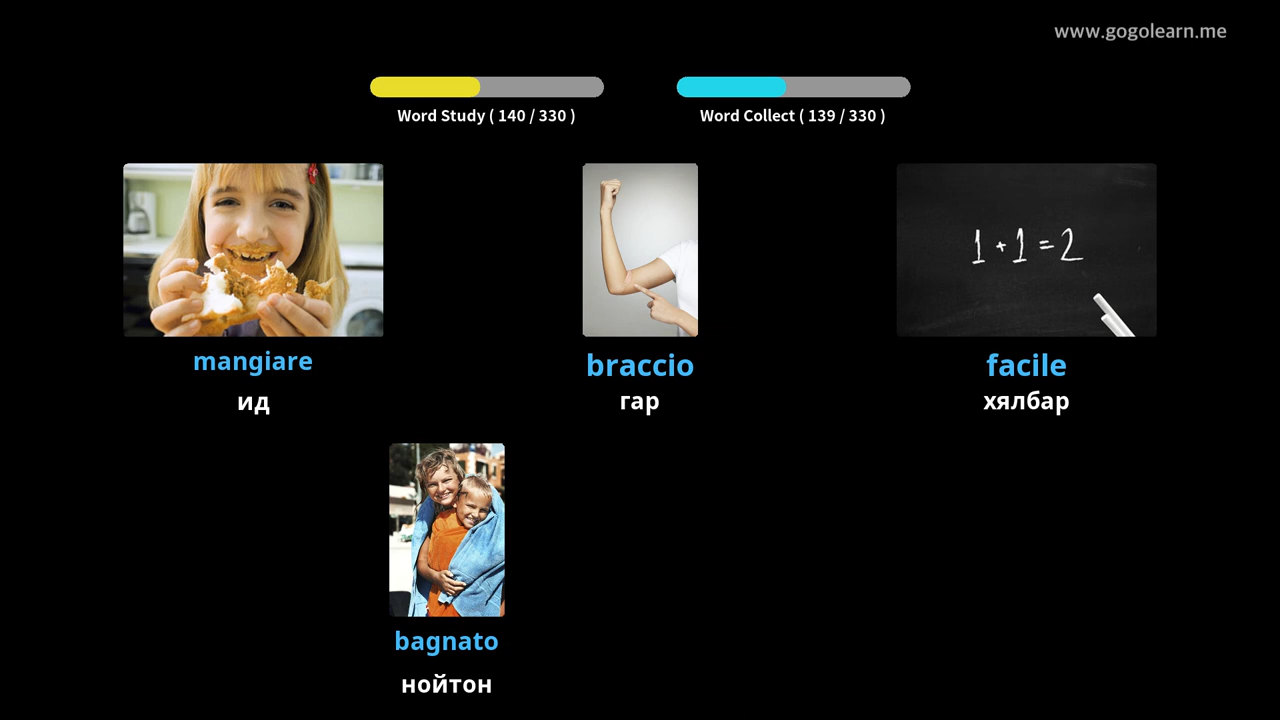 www.gogolearn.me
Word Study ( 140 / 330 )
Word Collect ( 139 / 330 )
1 + 1 = 2
mangiare
ид
braccio
гар
facile
хялбар
bagnato
нойтон